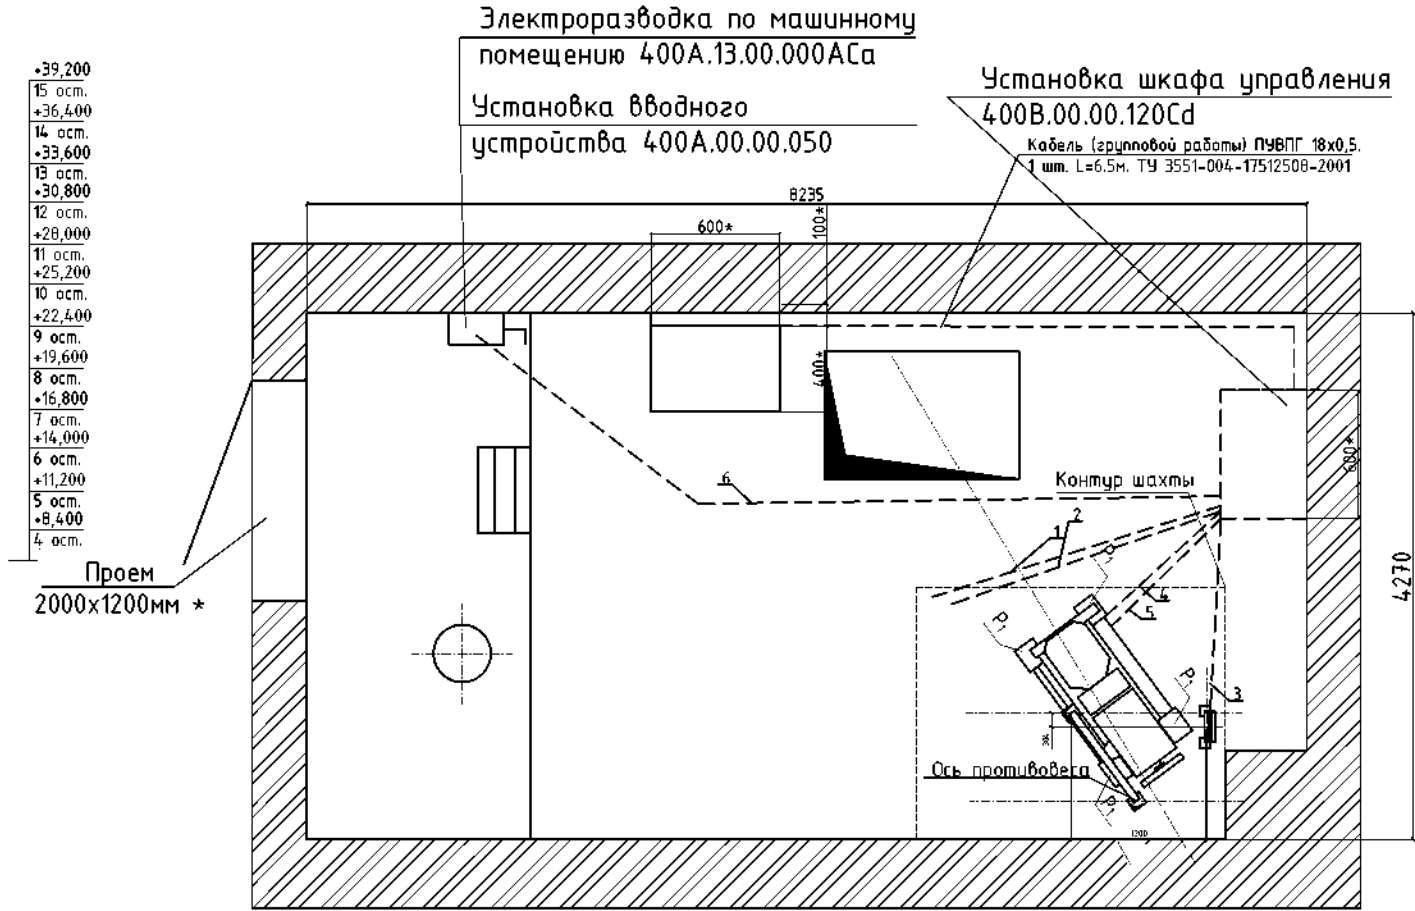 Электроразводка по машинному
помещению 400А.13.00.000АСа
Установка вводного
устройства 400А.00.00.050
Установка шкафа управления
400В.00.00.120Cd
Кабель (групповой работы) ПУВПГ 18х0,5.
1 шт. L=6.5м. ТУ 3551-004-17512508-2001
+39,200
15 ост.
+36,400
14 ост.
+33,600
13 ост.
+30,800
12 ост.
+28,000
11 ост.
+25,200
10 ост.
+22,400
9 ост.
+19,600
8 ост.
+16,800
7 ост.
+14,000
6 ост.
+11,200
5 ост.
+8,400
4 ост.
Проем
2000х1200мм *
8235
600*
100*
400*
600*
4270
Контур шахты
6
1
2
4
5
3
P1
P1
P2
P2
Ось противовеса
1200